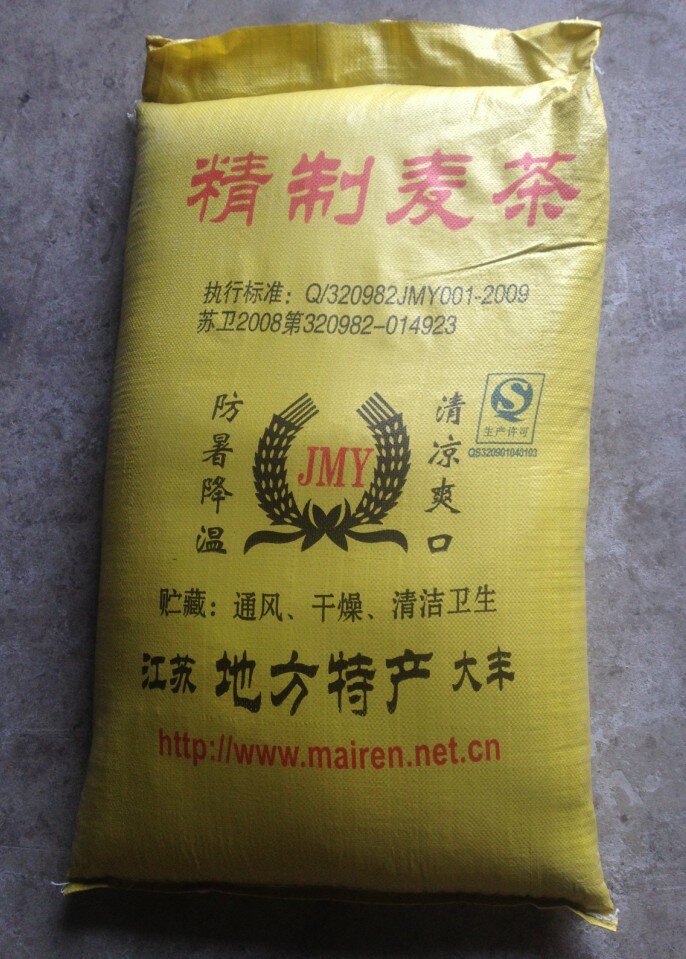 精制麦茶
执行标准：Q/320982JMY001-2009
苏卫2008第320982-014923
防暑降温
JMY
清凉爽口
生产许可
QS320901040103
贮藏：通风、干燥、清洁卫生
江苏 地方特产 大丰
http://www.mairen.net.cn